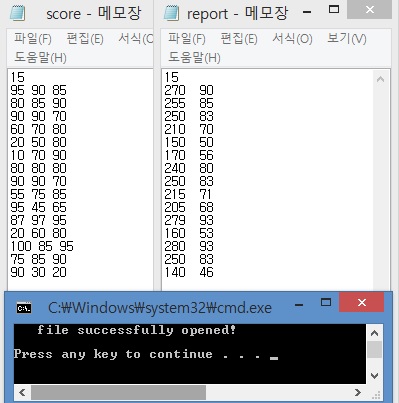 score - 메모장
파일(F) 편집(E) 서식(O
도움말(H)
15
95 90 85
80 85 90
90 90 70
60 70 80
20 50 80
10 70 90
80 80 80
90 90 70
55 75 85
95 45 65
87 97 95
20 60 80
100 85 95
75 85 90
90 30 20
report - 메모장
파일(F) 편집(E) 서식(O) 보기(V)
도움말(H)
15
270 90
255 85
250 83
210 70
150 50
170 56
240 80
250 83
215 71
205 68
279 93
160 53
280 93
250 83
140 46
C:₩Windows₩system32₩cmd.exe
file successfully opened!
Press any key to continue . . .